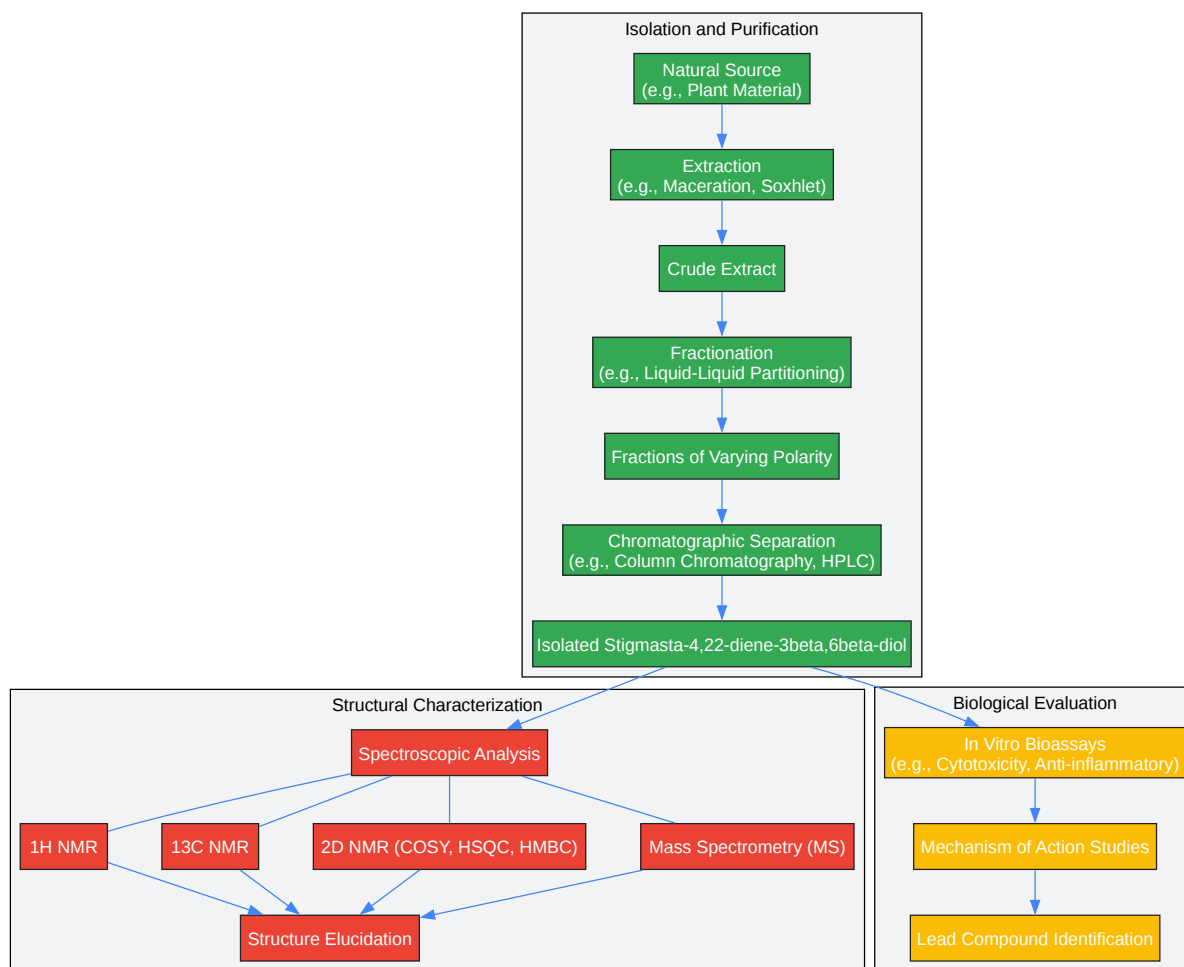 Isolation and Purification
Natural Source
(e.g., Plant Material)
Extraction
(e.g., Maceration, Soxhlet)
Crude Extract
Fractionation
(e.g., Liquid-Liquid Partitioning)
Fractions of Varying Polarity
Chromatographic Separation
(e.g., Column Chromatography, HPLC)
Isolated Stigmasta-4,22-diene-3beta,6beta-diol
Structural Characterization
Spectroscopic Analysis
1H NMR
13C NMR
2D NMR (COSY, HSQC, HMBC)
Mass Spectrometry (MS)
Structure Elucidation
Biological Evaluation
In Vitro Bioassays
(e.g., Cytotoxicity, Anti-inflammatory)
Mechanism of Action Studies
Lead Compound Identification